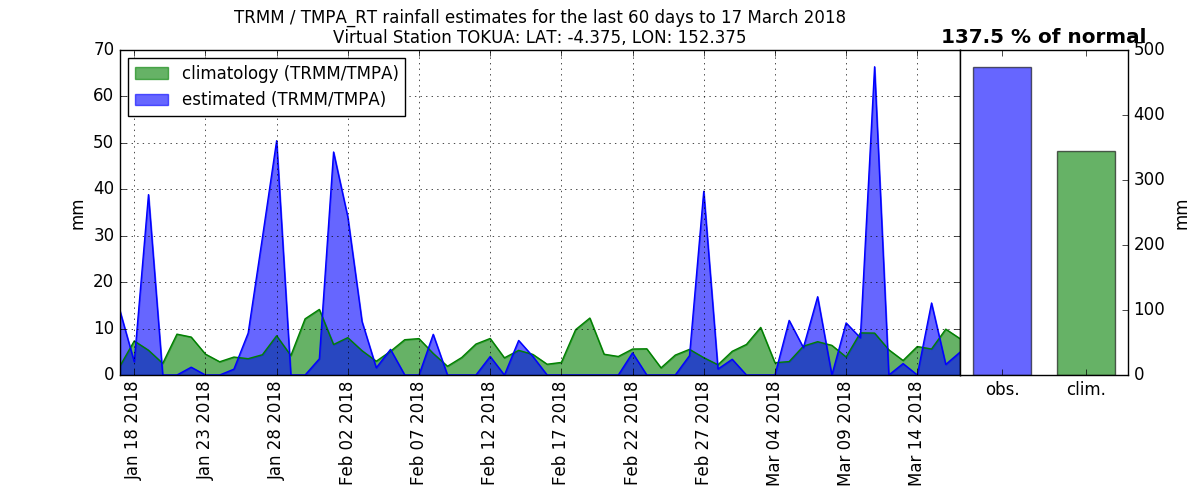 TRMM / TMPA_RT rainfall estimates for the last 60 days to 17 March 2018
Virtual Station TOKUA: LAT: -4.375, LON: 152.375
137.5 % of normal
climatology (TRMM/TMPA)
estimated (TRMM/TMPA)
mm
70
60
50
40
30
20
10
0
Jan 18 2018
Jan 23 2018
Jan 28 2018
Feb 02 2018
Feb 07 2018
Feb 12 2018
Feb 17 2018
Feb 22 2018
Feb 27 2018
Mar 04 2018
Mar 09 2018
Mar 14 2018
obs.
clim.
500
400
300
200
100
0
mm